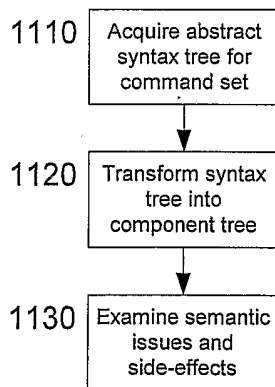 1110
Acquire abstract
syntax tree for
command set
1120
Transform syntax
tree into
component tree
1130
Examine semantic
issues and
side-effects